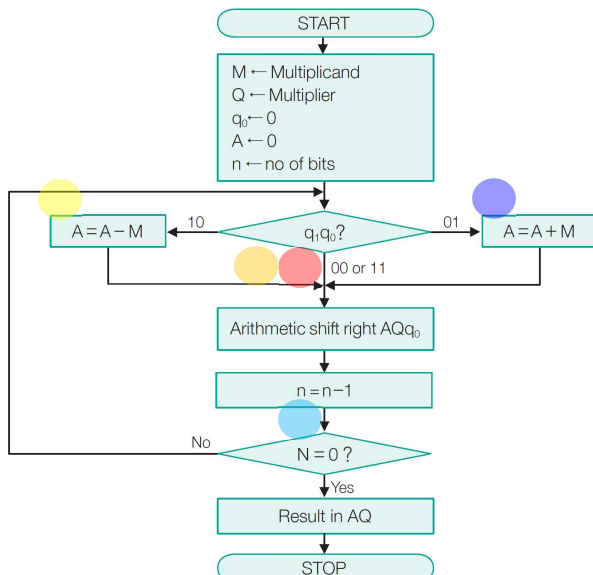 START
M ← Multiplicand
Q ← Multiplier
q₀ ← 0
A ← 0
n ← no of bits
10
q₁q₀?
01
A = A − M
A = A + M
00 or 11
Arithmetic shift right AQq₀
n = n − 1
No
N = 0 ?
Yes
Result in AQ
STOP